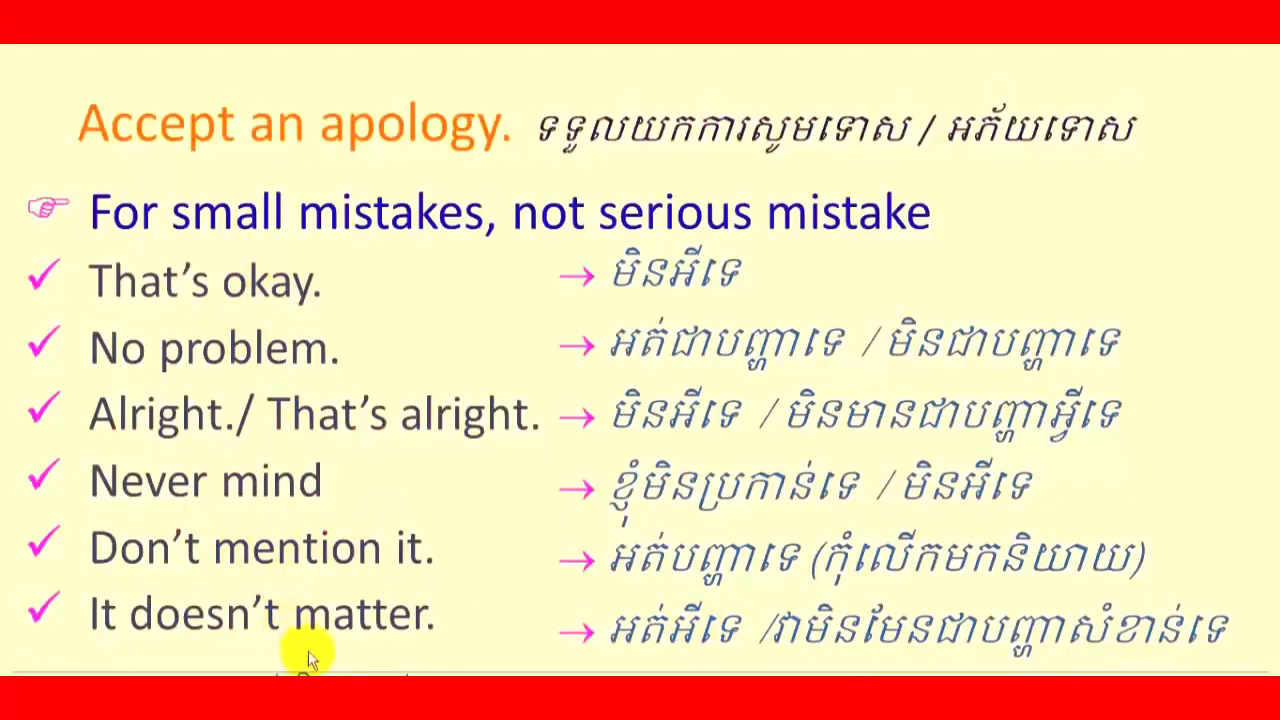 Accept an apology. ទទួលយកការសូមទោស / អភ័យទោស
For small mistakes, not serious mistake
That's okay. → មិនអីទេ
No problem. → អត់ជាបញ្ហាទេ / មិនជាបញ្ហាទេ
Alright./ That's alright. → មិនអីទេ / មិនមានជាបញ្ហាអ្វីទេ
Never mind → ខ្ញុំមិនប្រកាន់ទេ / មិនអីទេ
Don't mention it. → អត់បញ្ហាទេ (កុំលើកមកនិយាយ)
It doesn't matter. → អត់អីទេ /វាមិនមែនជាបញ្ហាសំខាន់ទេ